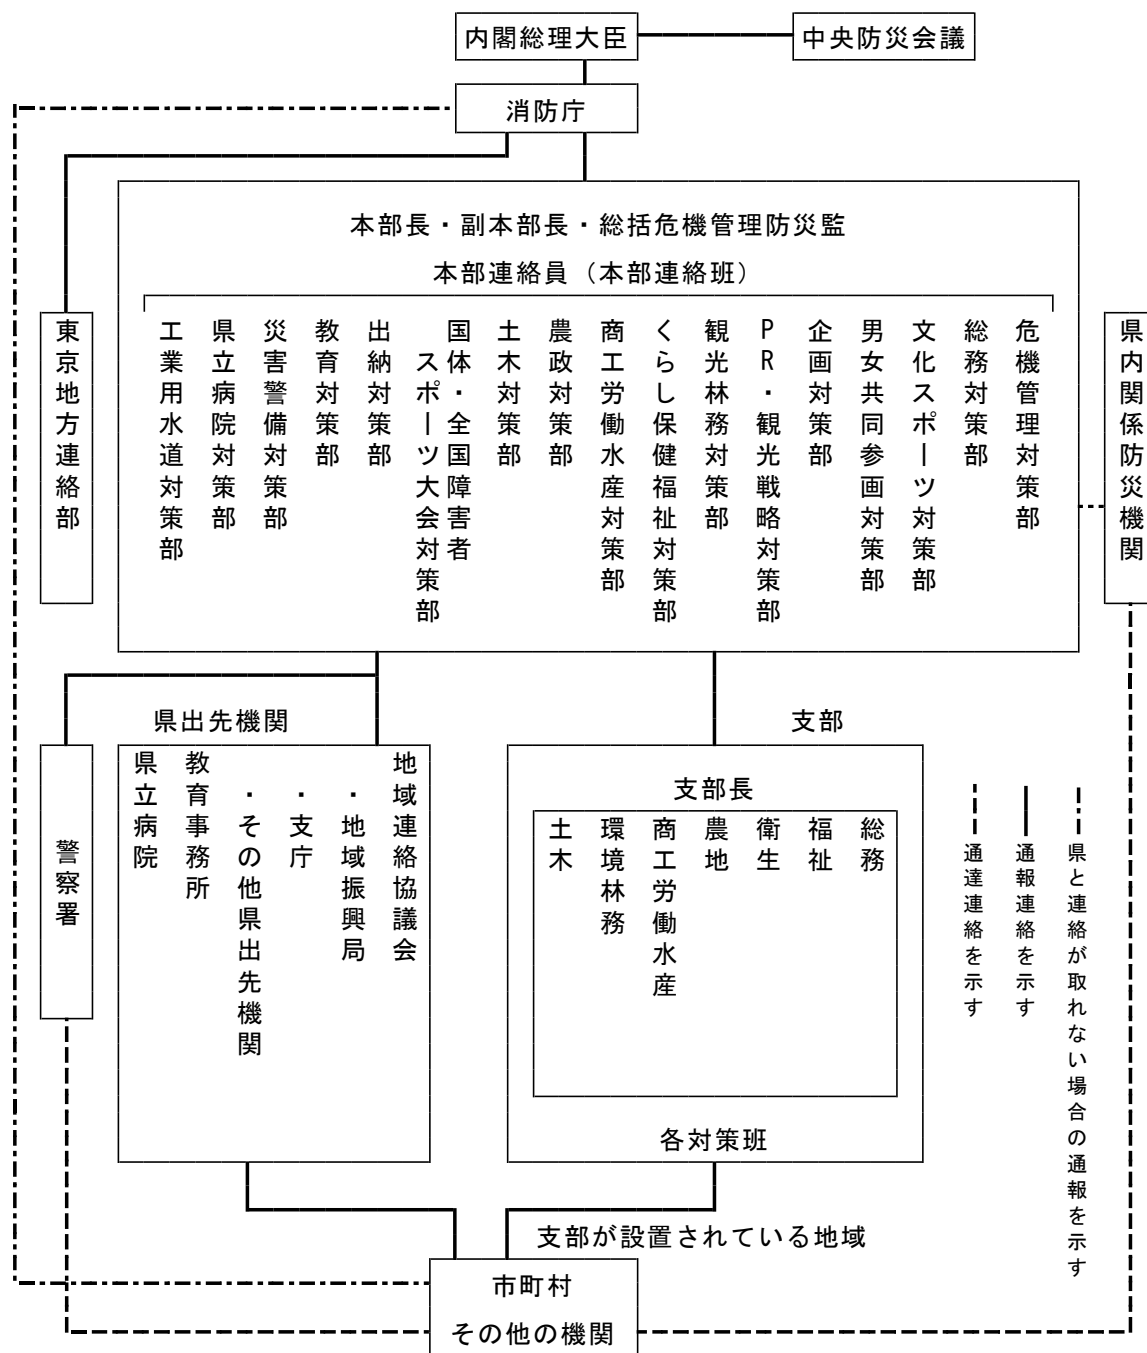 内閣総理大臣
中央防災会議
消防庁
本部長・副本部長・総括危機管理防災監
本部連絡員（本部連絡班）
危機管理対策部
総務対策部
文化スポーツ対策部
男女共同参画対策部
企画対策部
PR・観光戦略対策部
観光林務対策部
くらし保健福祉対策部
商工労働水産対策部
農政対策部
土木対策部
国体・全国障害者
スポーツ大会対策部
出納対策部
教育対策部
災害警備対策部
県立病院対策部
工業用水道対策部
東京地方連絡部
県内関係防災機関
県出先機関
地域連絡協議会
・地域振興局
・支庁
・その他県出先機関
教育事務所
県立病院
警察署
支部
支部長
総務
福祉
衛生
農地
商工労働水産
環境林務
土木
各対策班
県と連絡が取れない場合の通報を示す
通報連絡を示す
通達連絡を示す
支部が設置されている地域
市町村
その他の機関